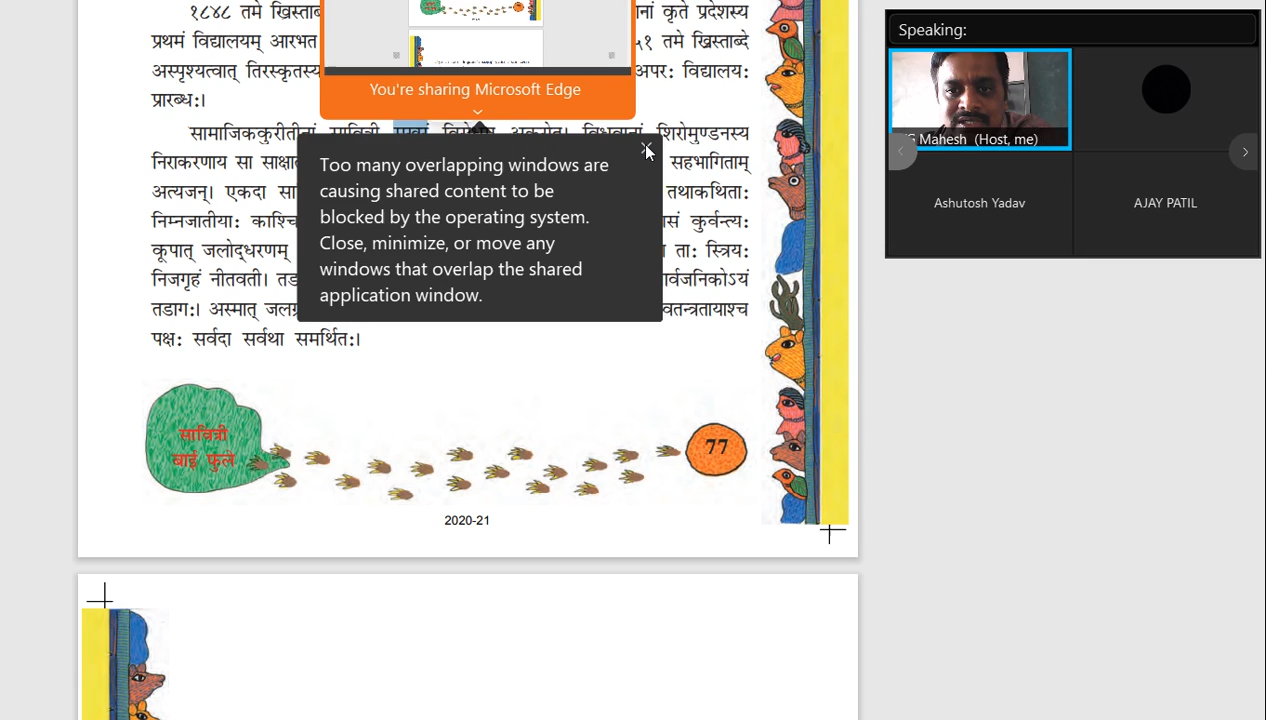 १८४८ तमे खिस्ताब
नां कृते प्रदेशस्य
प्रथमं विद्यालयम् आरभत
५१ तमे ख्रिस्ताब्दे
अस्पृश्यत्वात् तिरस्कृतस्य
अपर: विद्यालय:
प्रारब्ध:।
You're sharing Microsoft Edge
सामाजिककुरीतीनां सावित्री
शिरोमुण्डनस्य
निराकरणाय सा साक्षा
सहभागिताम्
अत्यजन्। एकदा सा
तथाकथिता:
निम्नजातीया: काश्चि
कुर्वन्त्य:
कूपात् जलोद्धरणम्
ता: स्त्रिय:
निजगृहं नीतवती। तड
र्वजनिकोऽयं
तडाग:। अस्मात् जलग्र
वतन्त्रतायाश्च
पक्ष: सर्वदा सर्वथा समर्थित:।
Too many overlapping windows are
causing shared content to be
blocked by the operating system.
Close, minimize, or move any
windows that overlap the shared
application window.
सावित्री
बाई फुले
77
2020-21
Speaking:
G Mahesh (Host, me)
Ashutosh Yadav
AJAY PATIL